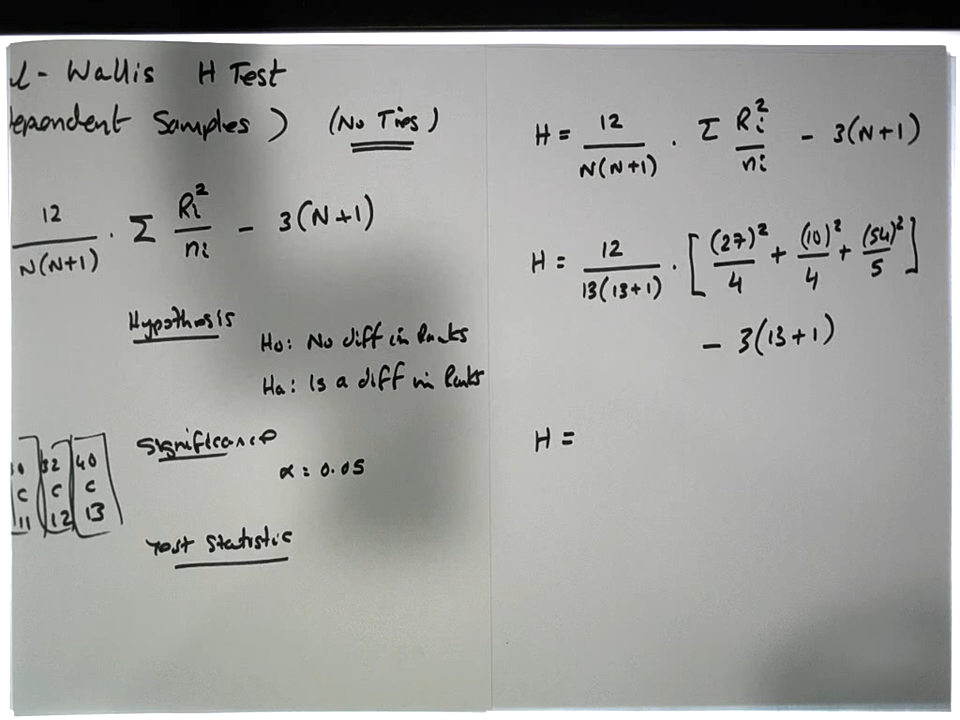 l-Wallis H Test
ependent Samples) (No Ties)
12/N(N+1) · Σ Ri²/ni - 3(N+1)
Hypothesis
Ho: No diff in Ranks
Ha: Is a diff in Ranks
Significance
α = 0.05
32 40
C C C
11 12 13
Test Statistic
H = 12/N(N+1) · Σ Ri²/ni - 3(N+1)
H = 12/13(13+1) · [(27)²/4 + (10)²/4 + (54)²/5]
- 3(13+1)
H =